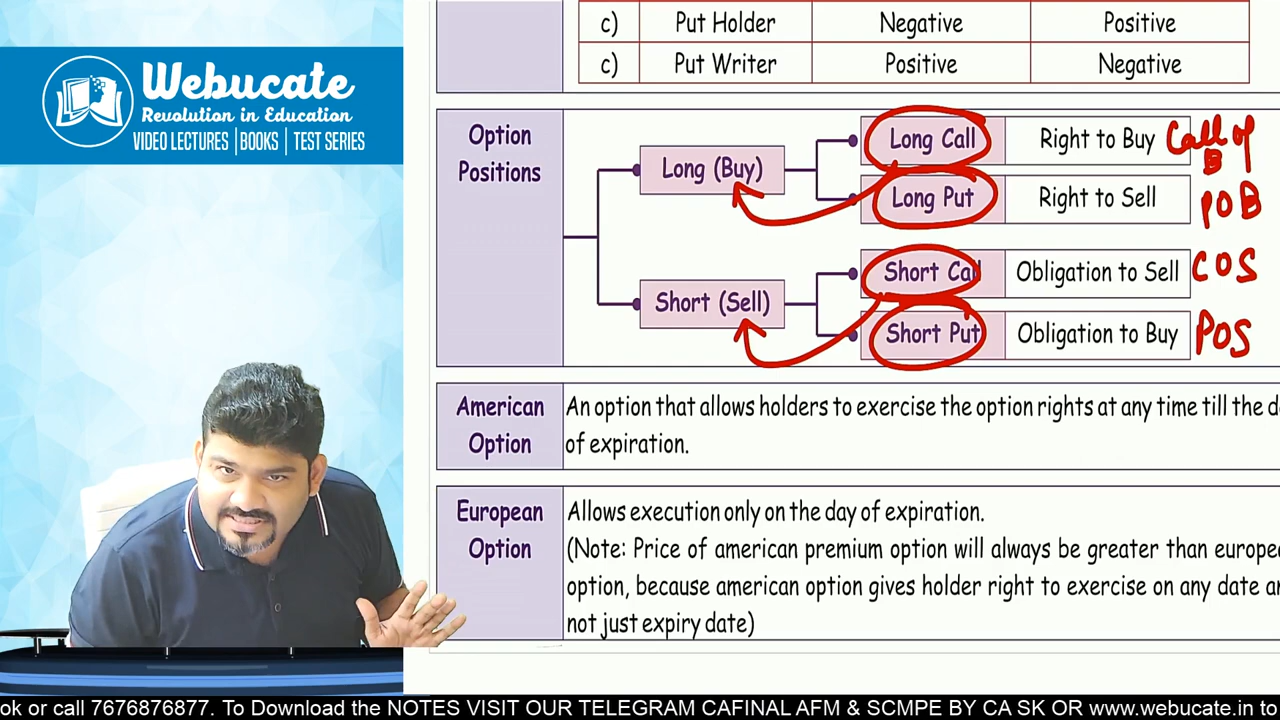 Webucate
Revolution in Education
VIDEO LECTURES | BOOKS | TEST SERIES
c) Put Holder Negative Positive
c) Put Writer Positive Negative
Option Positions
Long (Buy)
Long Call Right to Buy Call op B
Long Put Right to Sell POB
Short (Sell)
Short Call Obligation to Sell COS
Short Put Obligation to Buy POS
American Option
An option that allows holders to exercise the option rights at any time till the d
of expiration.
European Option
Allows execution only on the day of expiration.
(Note: Price of american premium option will always be greater than europe
option, because american option gives holder right to exercise on any date a
not just expiry date)
ok or call 7676876877. To Download the NOTES VISIT OUR TELEGRAM CAFINAL AFM & SCMPE BY CA SK OR www.webucate.in to